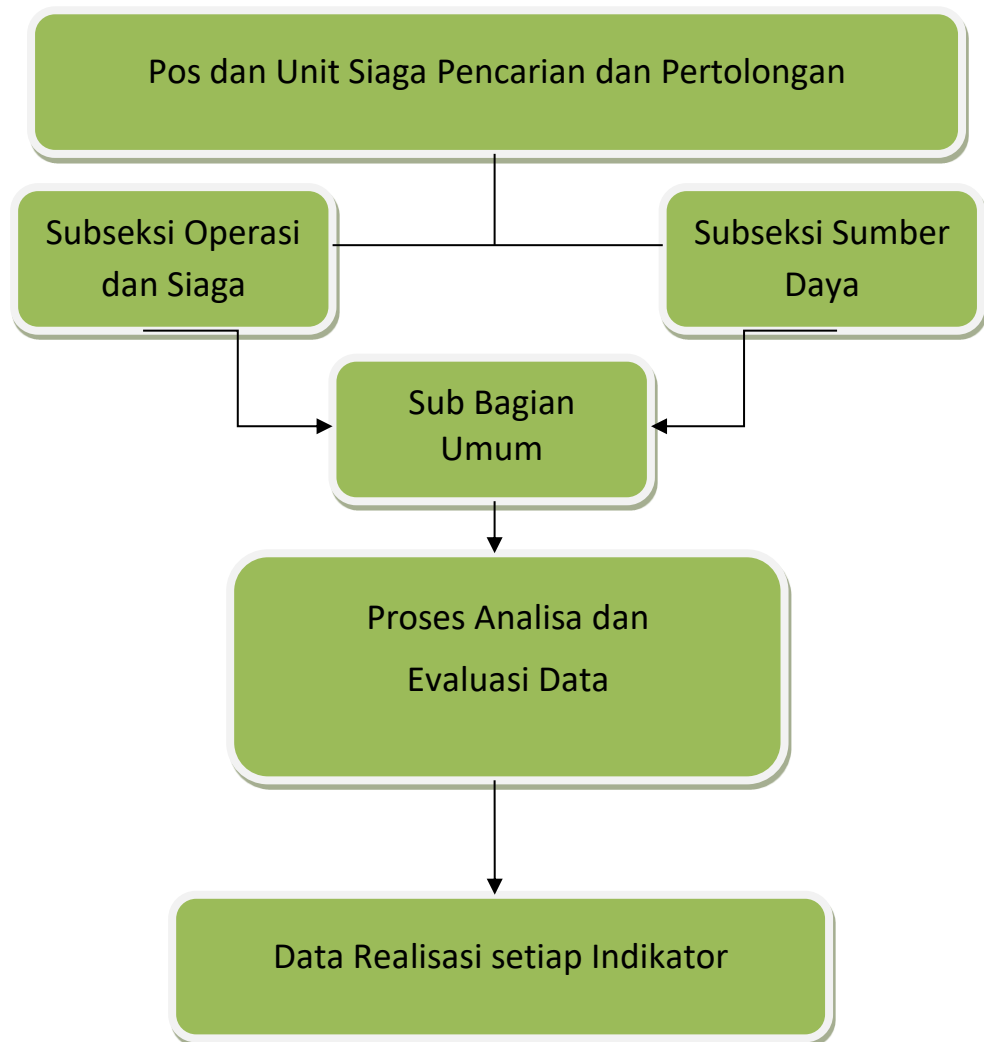 Pos dan Unit Siaga Pencarian dan Pertolongan
Subseksi Operasi
dan Siaga
Subseksi Sumber
Daya
Sub Bagian
Umum
Proses Analisa dan
Evaluasi Data
Data Realisasi setiap Indikator